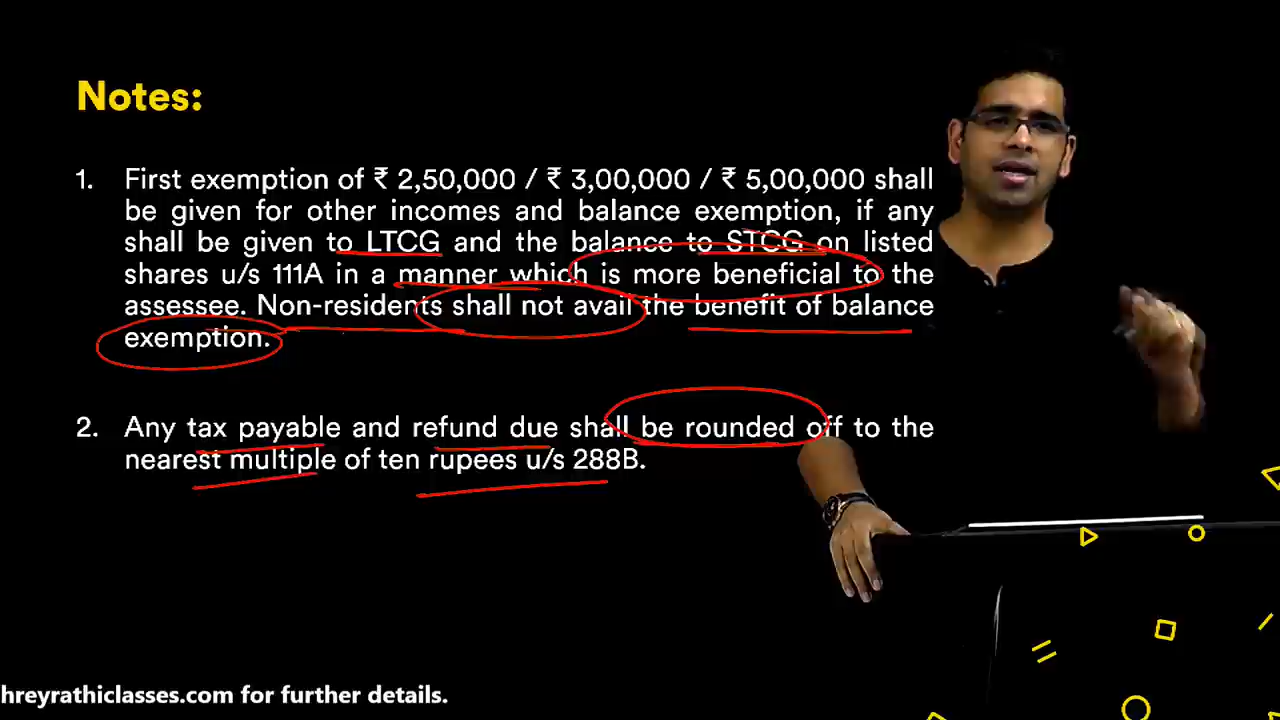 Notes:
1. First exemption of ₹ 2,50,000 / ₹ 3,00,000 / ₹ 5,00,000 shall
be given for other incomes and balance exemption, if any
shall be given to LTCG and the balance to STCG on listed
shares u/s 111A in a manner which is more beneficial to the
assessee. Non-residents shall not avail the benefit of balance
exemption.
2. Any tax payable and refund due shall be rounded off to the
nearest multiple of ten rupees u/s 288B.
hreyrathiclasses.com for further details.